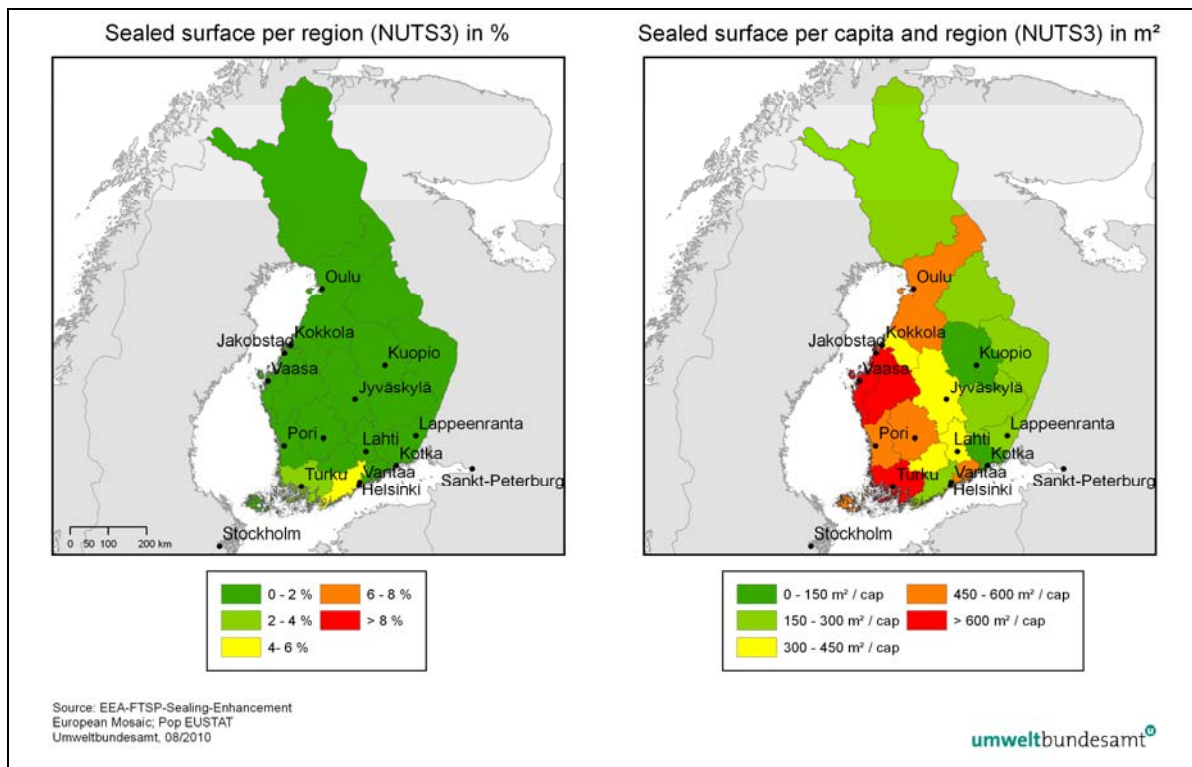 Sealed surface per region (NUTS3) in %
Oulu
Kokkola
Jakobstad
Kuopio
Vaasa
Jyväskylä
Lappeenranta
Pori
Lahti
Kotka
Turku
Vantaa
Sankt-Peterburg
Helsinki
Stockholm
0 50 100 200 km
0 - 2 % 6 - 8 %
2 - 4 % > 8 %
4- 6 %
Sealed surface per capita and region (NUTS3) in m²
Oulu
Kokkola
Jakobstad
Kuopio
Vaasa
Jyväskylä
Lappeenranta
Pori
Lahti
Kotka
Turku
Vantaa
Sankt-Peterburg
Helsinki
Stockholm
0 - 150 m² / cap 450 - 600 m² / cap
150 - 300 m² / cap > 600 m² / cap
300 - 450 m² / cap
Source: EEA-FTSP-Sealing-Enhancement
European Mosaic; Pop EUSTAT
Umweltbundesamt, 08/2010
umweltbundesamt